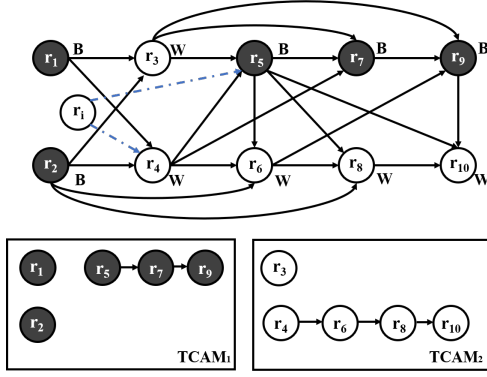 B W B B B
r₁ r₃ r₅ r₇ r₉
rᵢ
r₂ r₄ r₆ r₈ r₁₀
B W W W W
r₁ r₅ r₇ r₉ r₃
r₂ r₄ r₆ r₈ r₁₀
TCAM₁ TCAM₂